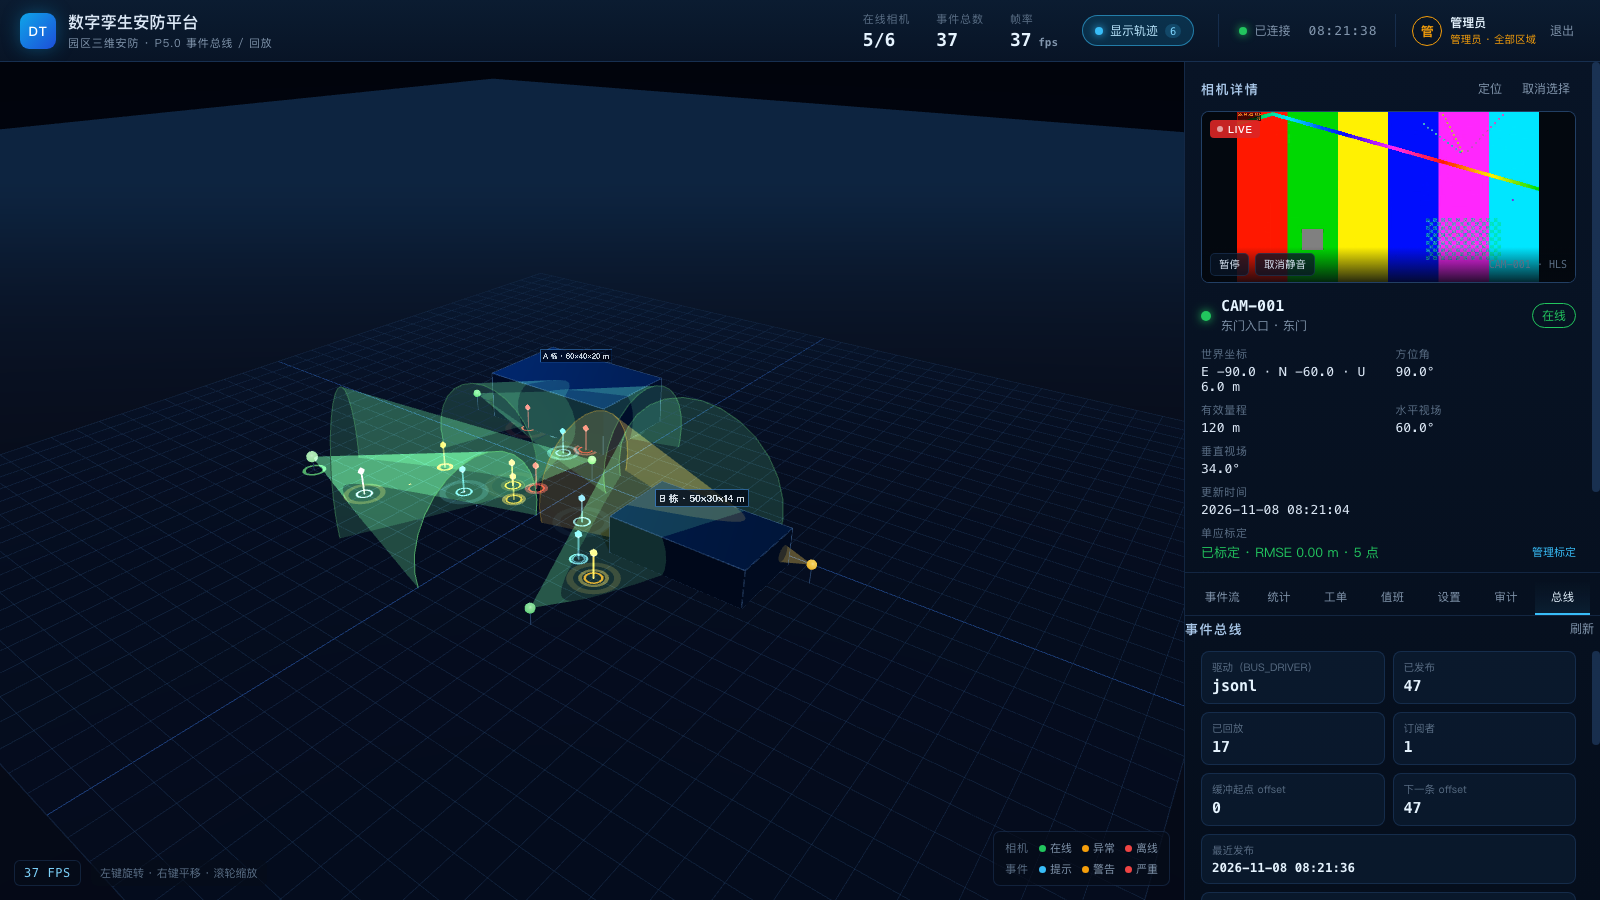 DT
数字孪生安防平台
园区三维安防 · P5.0 事件总线 / 回放
在线相机
5/6
事件总数
37
帧率
37 fps
显示轨迹 6
已连接
08:21:38
管
管理员
管理员 · 全部区域
退出
A 栋 · 60×40×20 m
B 栋 · 50×30×14 m
37 FPS
左键旋转 · 右键平移 · 滚轮缩放
相机 在线 异常 离线
事件 提示 警告 严重
相机详情
定位
取消选择
LIVE
暂停
取消静音
CAM-001 · HLS
CAM-001
东门入口 · 东门
在线
世界坐标
E -90.0 · N -60.0 · U
6.0 m
方位角
90.0°
有效量程
120 m
水平视场
60.0°
垂直视场
34.0°
更新时间
2026-11-08 08:21:04
单应标定
已标定 · RMSE 0.00 m · 5 点
管理标定
事件流 统计 工单 值班 设置 审计 总线
事件总线
刷新
驱动 (BUS_DRIVER)
jsonl
已发布
47
已回放
17
订阅者
1
缓冲起点 offset
0
下一条 offset
47
最近发布
2026-11-08 08:21:36